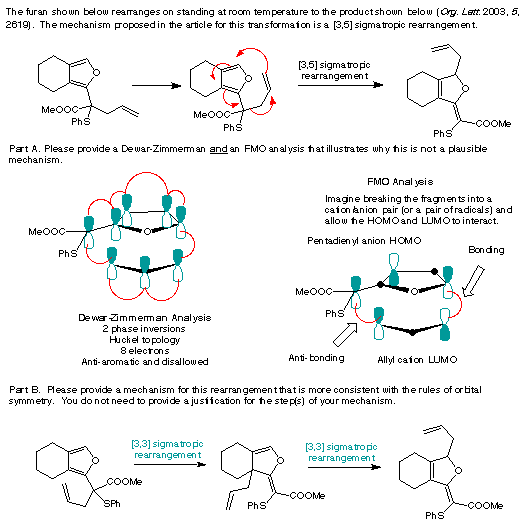 The furan shown below rearranges on standing at room temperature to the product shown below (Org. Lett. 2003, 5,
2619). The mechanism proposed in the article for this transformation is a [3,5] sigmatropic rearrangement.
[3,5] sigmatropic
rearrangement
O
MeOOC
PhS
O
MeOOC
PhS
O
COOMe
PhS
Part A. Please provide a Dewar-Zimmerman and an FMO analysis that illustrates why this is not a plausible
mechanism.
FMO Analysis
Imagine breaking the fragments into a
cation/anion pair (or a pair of radicals) and
allow the HOMO and LUMO to interact.
Pentadienyl anion HOMO
Bonding
MeOOC
PhS
O
MeOOC
PhS
O
Dewar-Zimmerman Analysis
2 phase inversions
Huckel topology
8 electrons
Anti-aromatic and disallowed
Anti-bonding
Allyl cation LUMO
Part B. Please provide a mechanism for this rearrangement that is more consistent with the rules of orbital
symmetry. You do not need to provide a justification for the step(s) of your mechanism.
[3,3] sigmatropic
rearrangement
[3,3] sigmatropic
rearrangement
O
COOMe
SPh
O
COOMe
PhS
O
COOMe
PhS